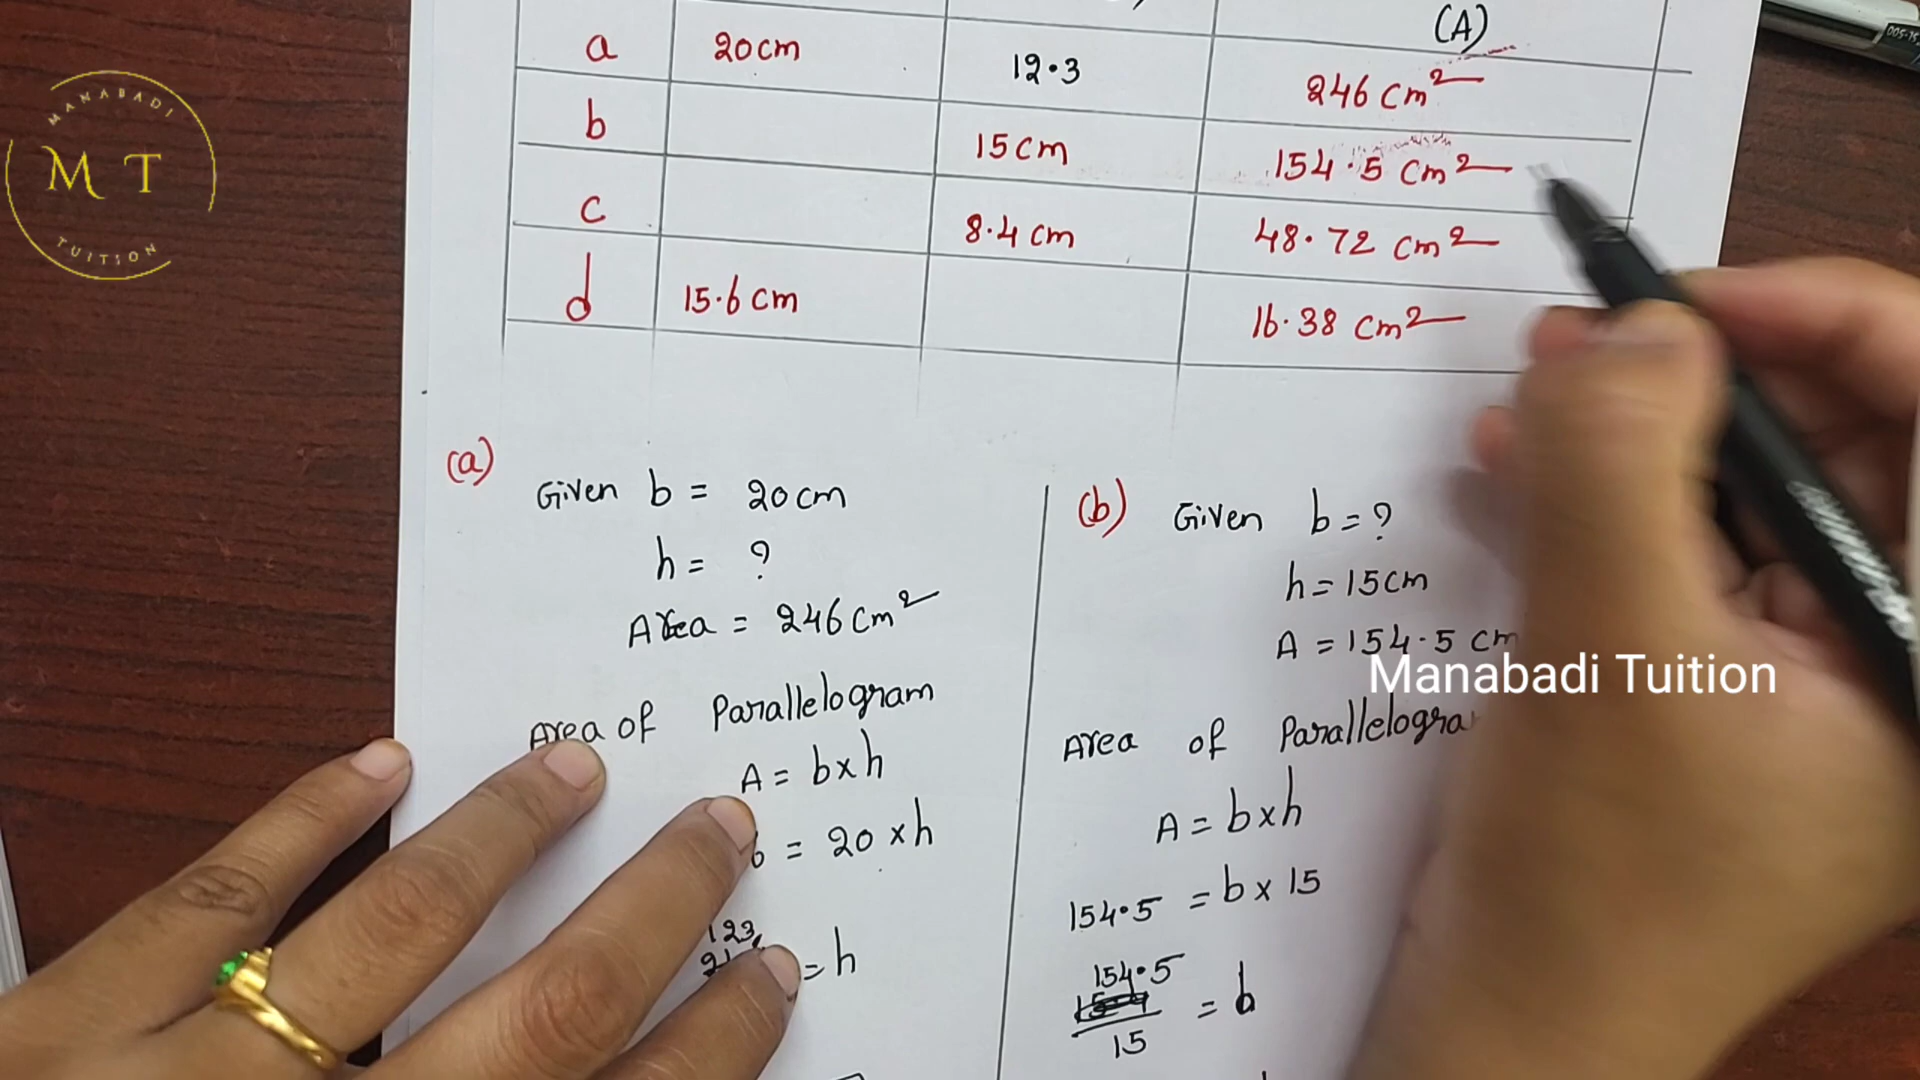 (A)
a 20cm 12.3 246 cm²
b 15cm 154.5 cm²
c 8.4 cm 48.72 cm²
d 15.6 cm 16.38 cm²
MANABADI
M T
TUITION
(a)
Given b = 20cm
h = ?
Area = 246 cm²
Area of Parallelogram
A = b×h
= 20 × h
123
= h
(b) Given b = ?
h = 15cm
A = 154.5 cm
Manabadi Tuition
Area of
A = b×h
154.5 = b × 15
154.5
= b
15